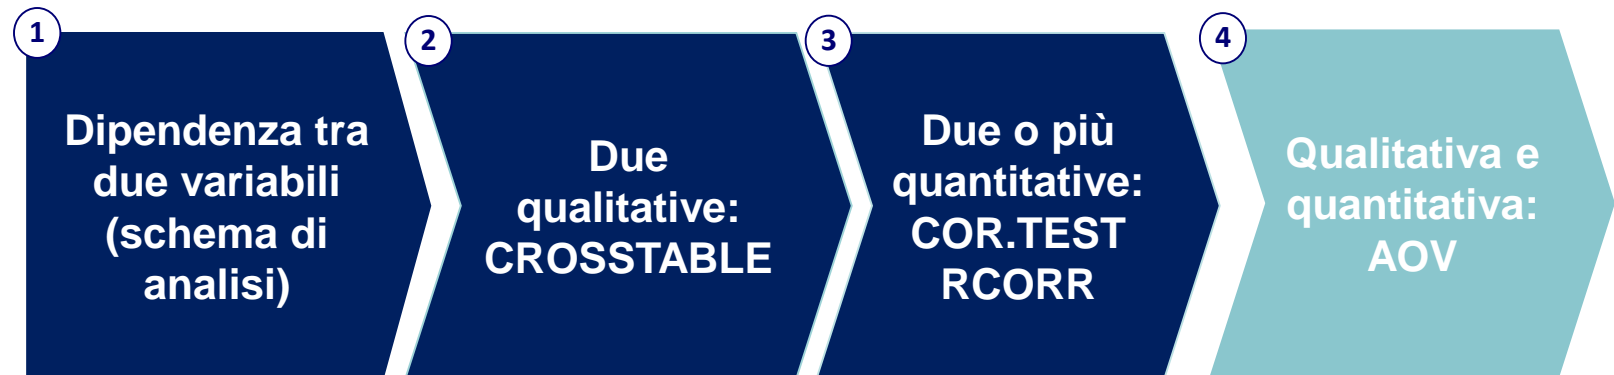 1
Dipendenza tra
due variabili
(schema di
analisi)
2
Due
qualitative:
CROSSTABLE
3
Due o più
quantitative:
COR.TEST
RCORR
4
Qualitativa e
quantitativa:
AOV